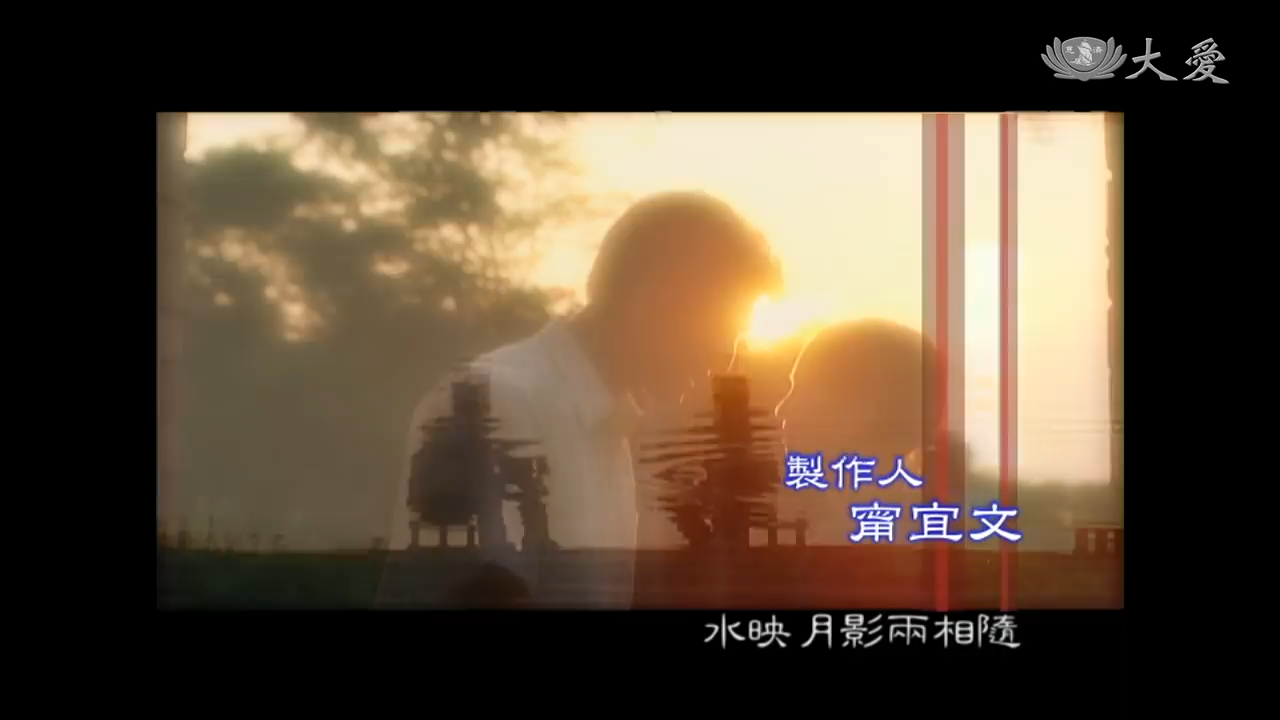 大愛
製作人
甯宜文
水映月影兩相隨